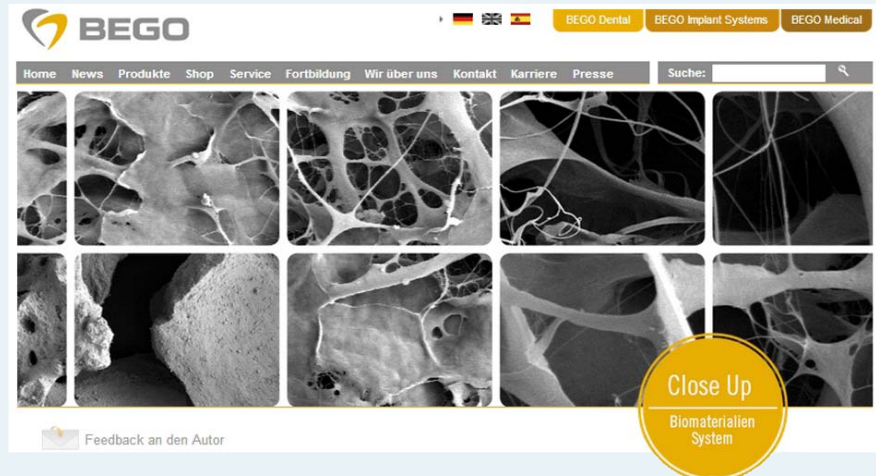 BEGO
BEGO Dental
BEGO Implant Systems
BEGO Medical
Home News Produkte Shop Service Fortbildung Wir über uns Kontakt Karriere Presse
Suche:
Close Up
Biomaterialien
System
Feedback an den Autor